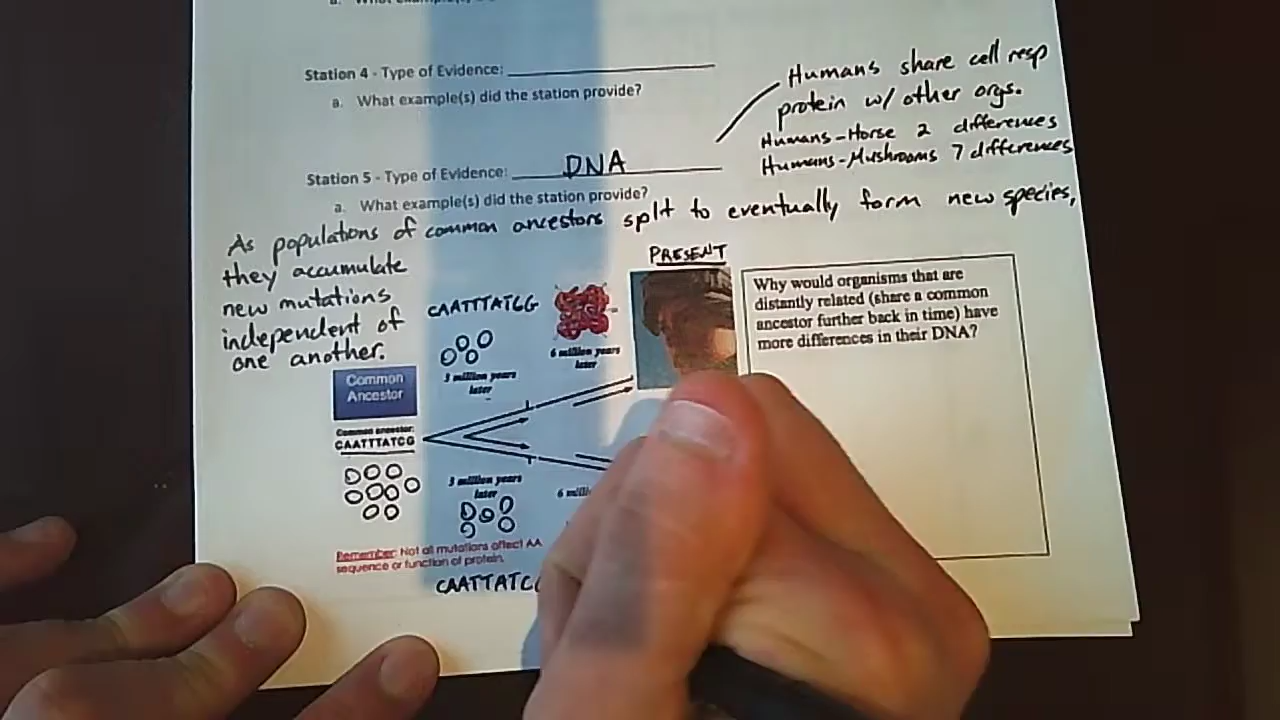 Station 4 - Type of Evidence:
a. What example(s) did the station provide?
Humans share cell resp
protein w/ other orgs.
Humans-Horse 2 differences
Humans-Mushrooms 7 differences
Station 5 - Type of Evidence: DNA
a. What example(s) did the station provide?
As populations of common ancestors split to eventually form new species,
they accumulate
new mutations
independent of
one another.
PRESENT
CAATTTATGG
3 million years
later
6 million years
later
Common
Ancestor
Common ancestor:
CAATTTATCG
3 million years
later
6 milli
Remember: Not all mutations affect AA
sequence or function of protein.
CAATTATC
Why would organisms that are
distantly related (share a common
ancestor further back in time) have
more differences in their DNA?